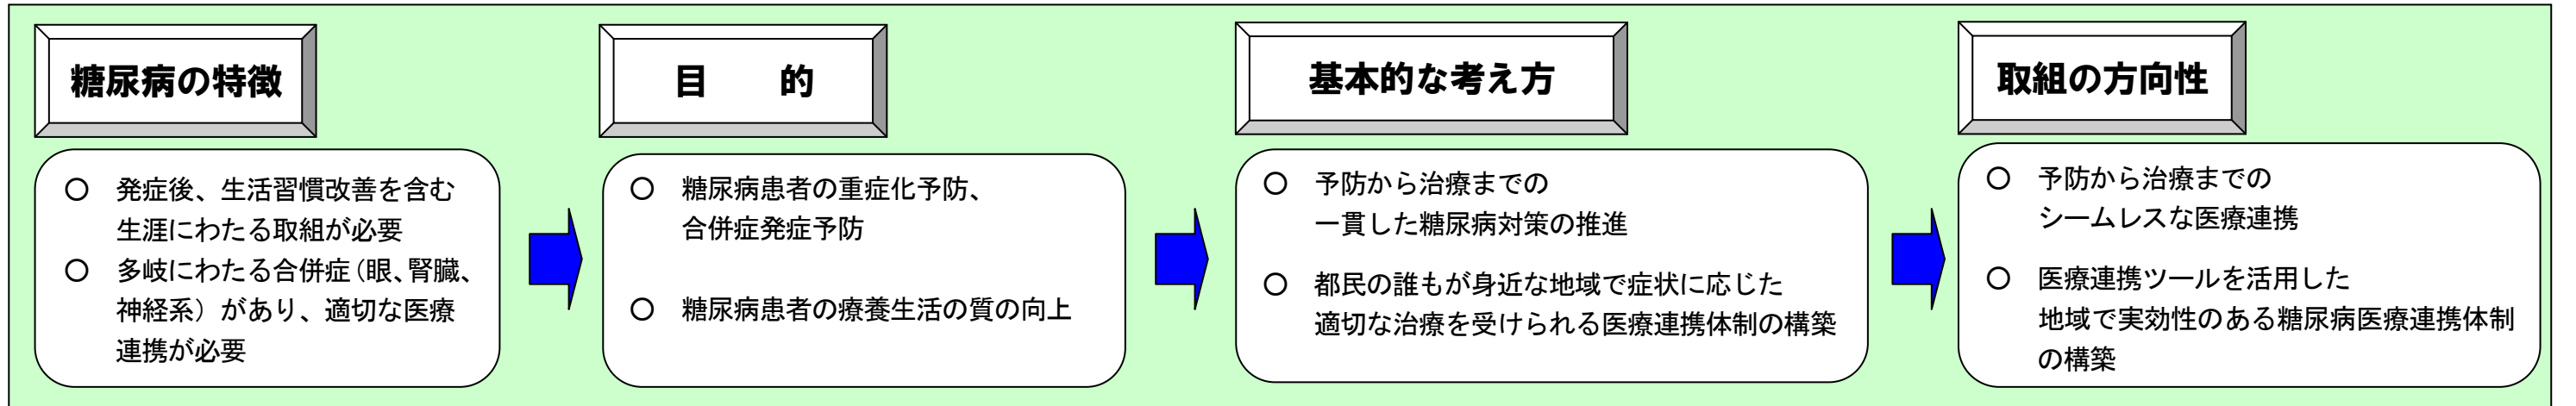 糖尿病の特徴
○ 発症後、生活習慣改善を含む
生涯にわたる取組が必要
○ 多岐にわたる合併症（眼、腎臓、
神経系）があり、適切な医療
連携が必要
目　　的
○ 糖尿病患者の重症化予防、
合併症発症予防
○ 糖尿病患者の療養生活の質の向上
基本的な考え方
○ 予防から治療までの
一貫した糖尿病対策の推進
○ 都民の誰もが身近な地域で症状に応じた
適切な治療を受けられる医療連携体制の構築
取組の方向性
○ 予防から治療までの
シームレスな医療連携
○ 医療連携ツールを活用した
地域で実効性のある糖尿病医療連携体制
の構築